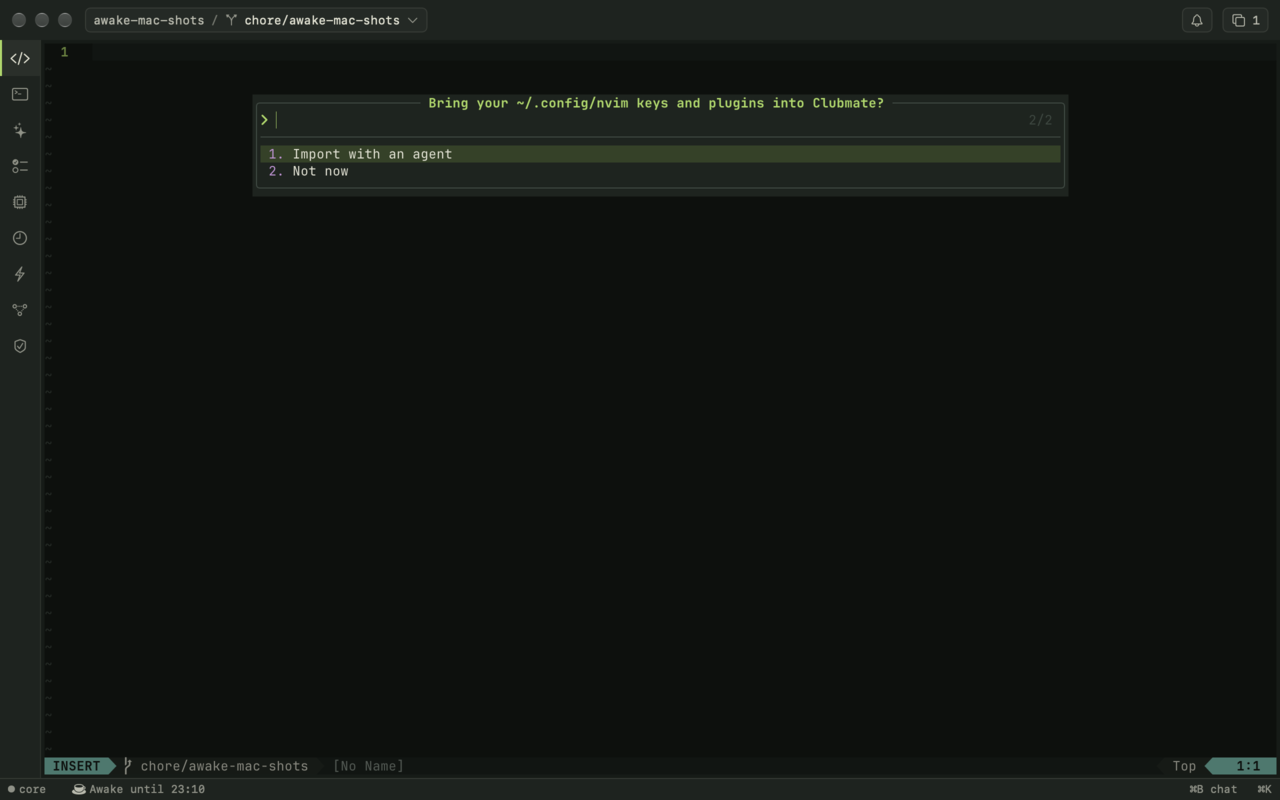 awake-mac-shots / chore/awake-mac-shots
1
1
Bring your ~/.config/nvim keys and plugins into Clubmate?
> 2/2
1. Import with an agent
2. Not now
INSERT chore/awake-mac-shots [No Name] Top 1:1
core Awake until 23:10 ⌘B chat ⌘K